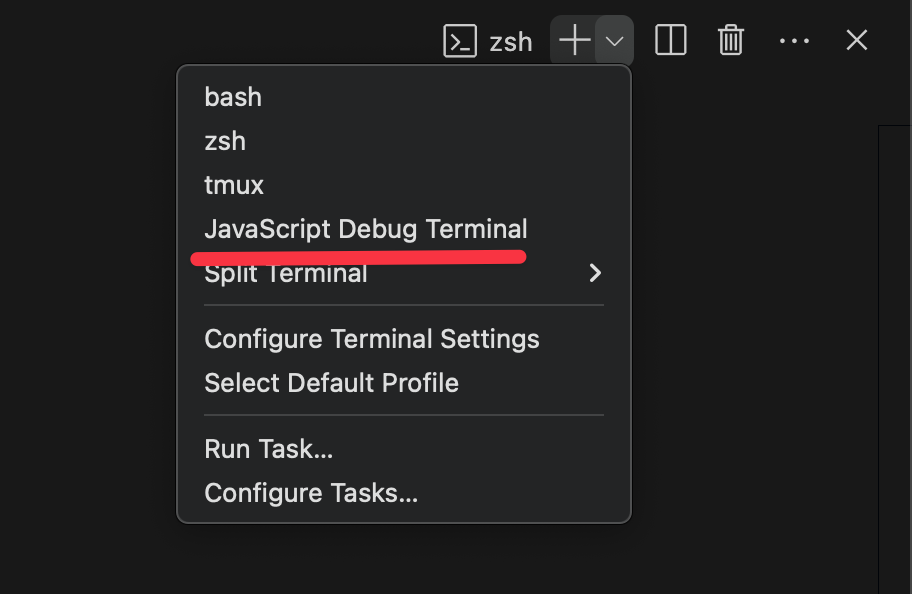 zsh
bash
zsh
tmux
JavaScript Debug Terminal
Split Terminal
Configure Terminal Settings
Select Default Profile
Run Task...
Configure Tasks...